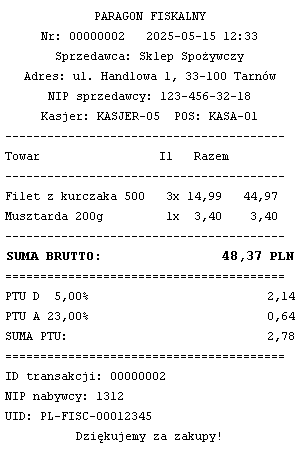 PARAGON FISKALNY
Nr: 00000002   2025-05-15 12:33
Sprzedawca: Sklep Spożywczy
Adres: ul. Handlowa 1, 33-100 Tarnów
NIP sprzedawcy: 123-456-32-18
Kasjer: KASJER-05  POS: KASA-01
----------------------------------------
Towar                 Il   Razem
----------------------------------------
Filet z kurczaka 500   3x 14,99   44,97
Musztarda 200g         1x  3,40    3,40
----------------------------------------
SUMA BRUTTO:                 48,37 PLN
========================================
PTU D  5,00%                       2,14
PTU A 23,00%                       0,64
SUMA PTU:                          2,78
========================================
ID transakcji: 00000002
NIP nabywcy: 1312
UID: PL-FISC-00012345
Dziękujemy za zakupy!